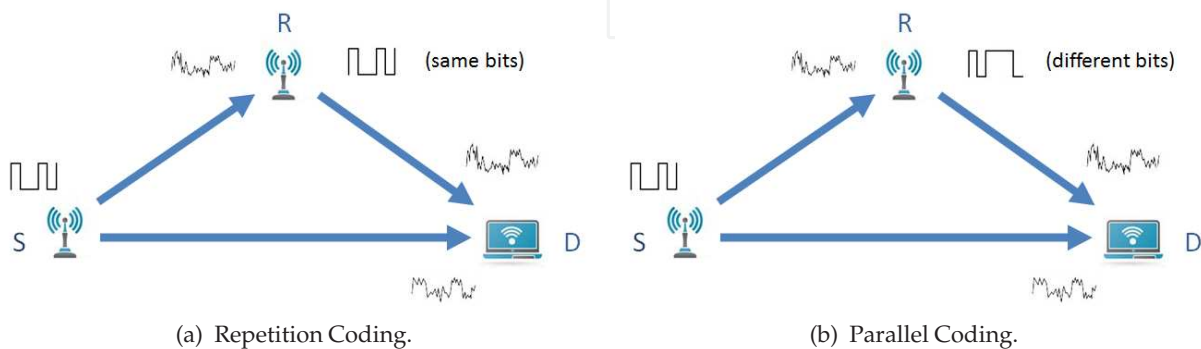 R
(same bits)
S
D
(a) Repetition Coding.
R
(different bits)
S
D
(b) Parallel Coding.